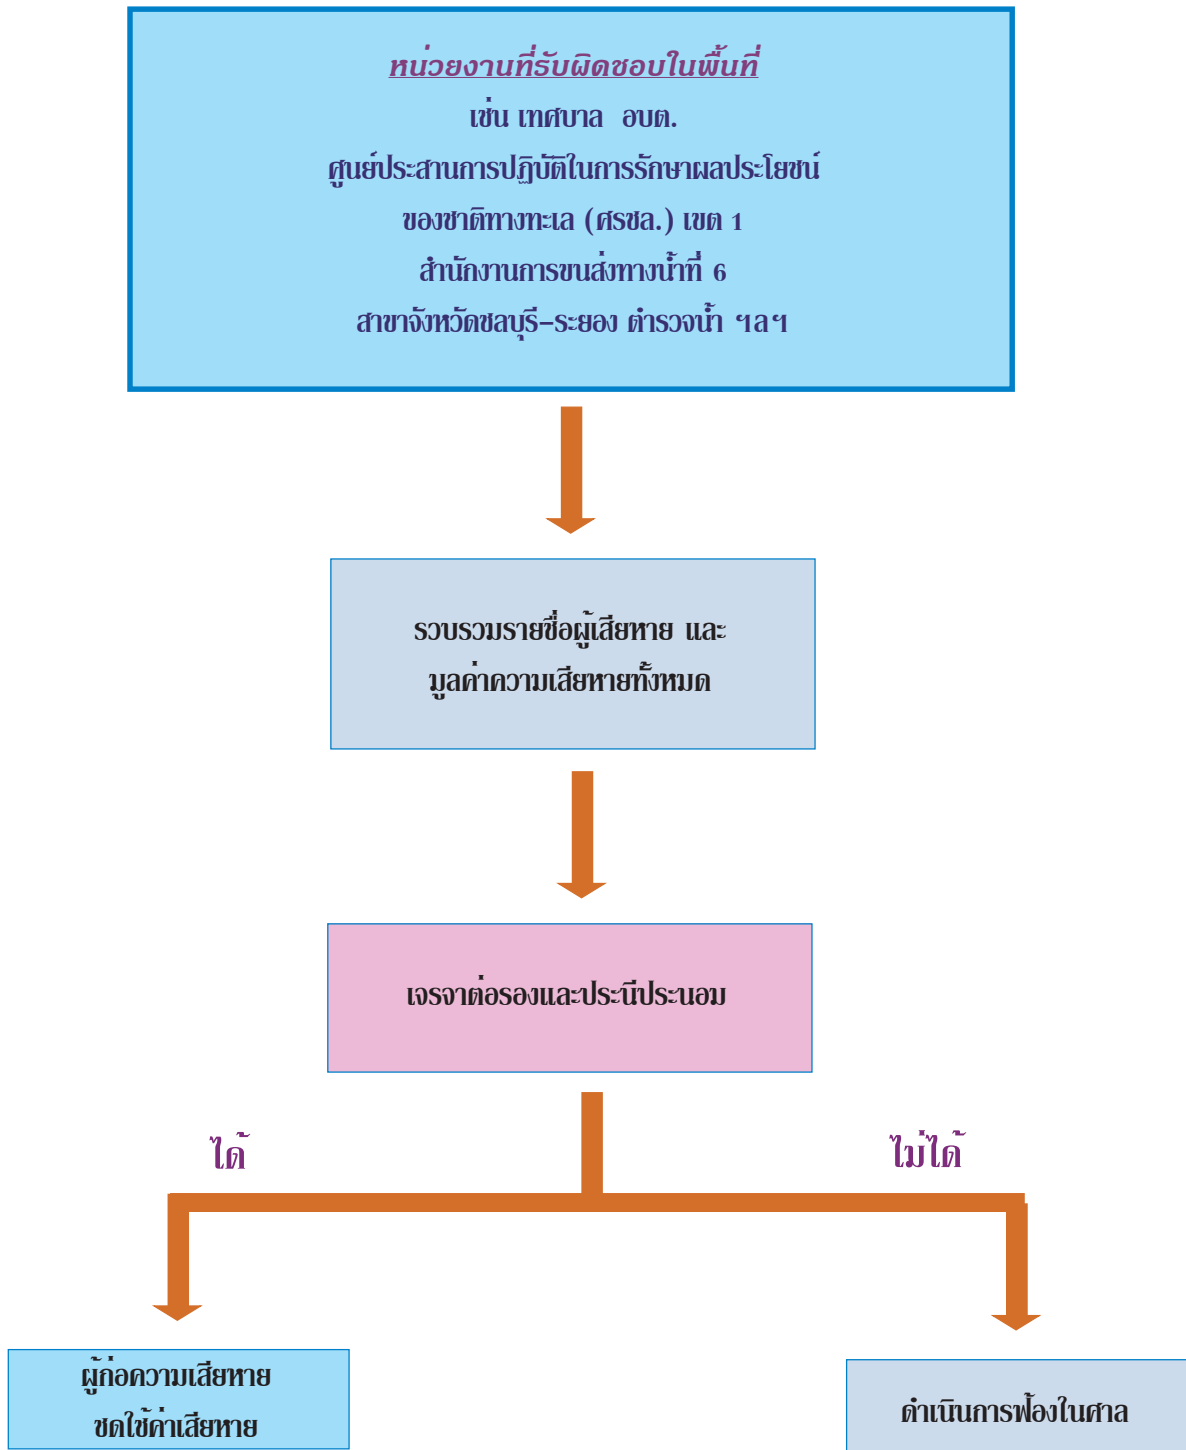 หน่วยงานที่รับผิดชอบในพื้นที่
เช่น เทศบาล อบต.
ศูนย์ประสานการปฏิบัติในการรักษาผลประโยชน์
ของชาติทางทะเล (ศรชล.) เขต 1
สำนักงานการขนส่งทางน้ำที่ 6
สาขาจังหวัดชลบุรี–ระยอง ตำรวจน้ำ ฯลฯ
รวบรวมรายชื่อผู้เสียหาย และ
มูลค่าความเสียหายทั้งหมด
เจรจาต่อรองและประนีประนอม
ได้
ไม่ได้
ผู้ก่อความเสียหาย
ชดใช้ค่าเสียหาย
ดำเนินการฟ้องในศาล